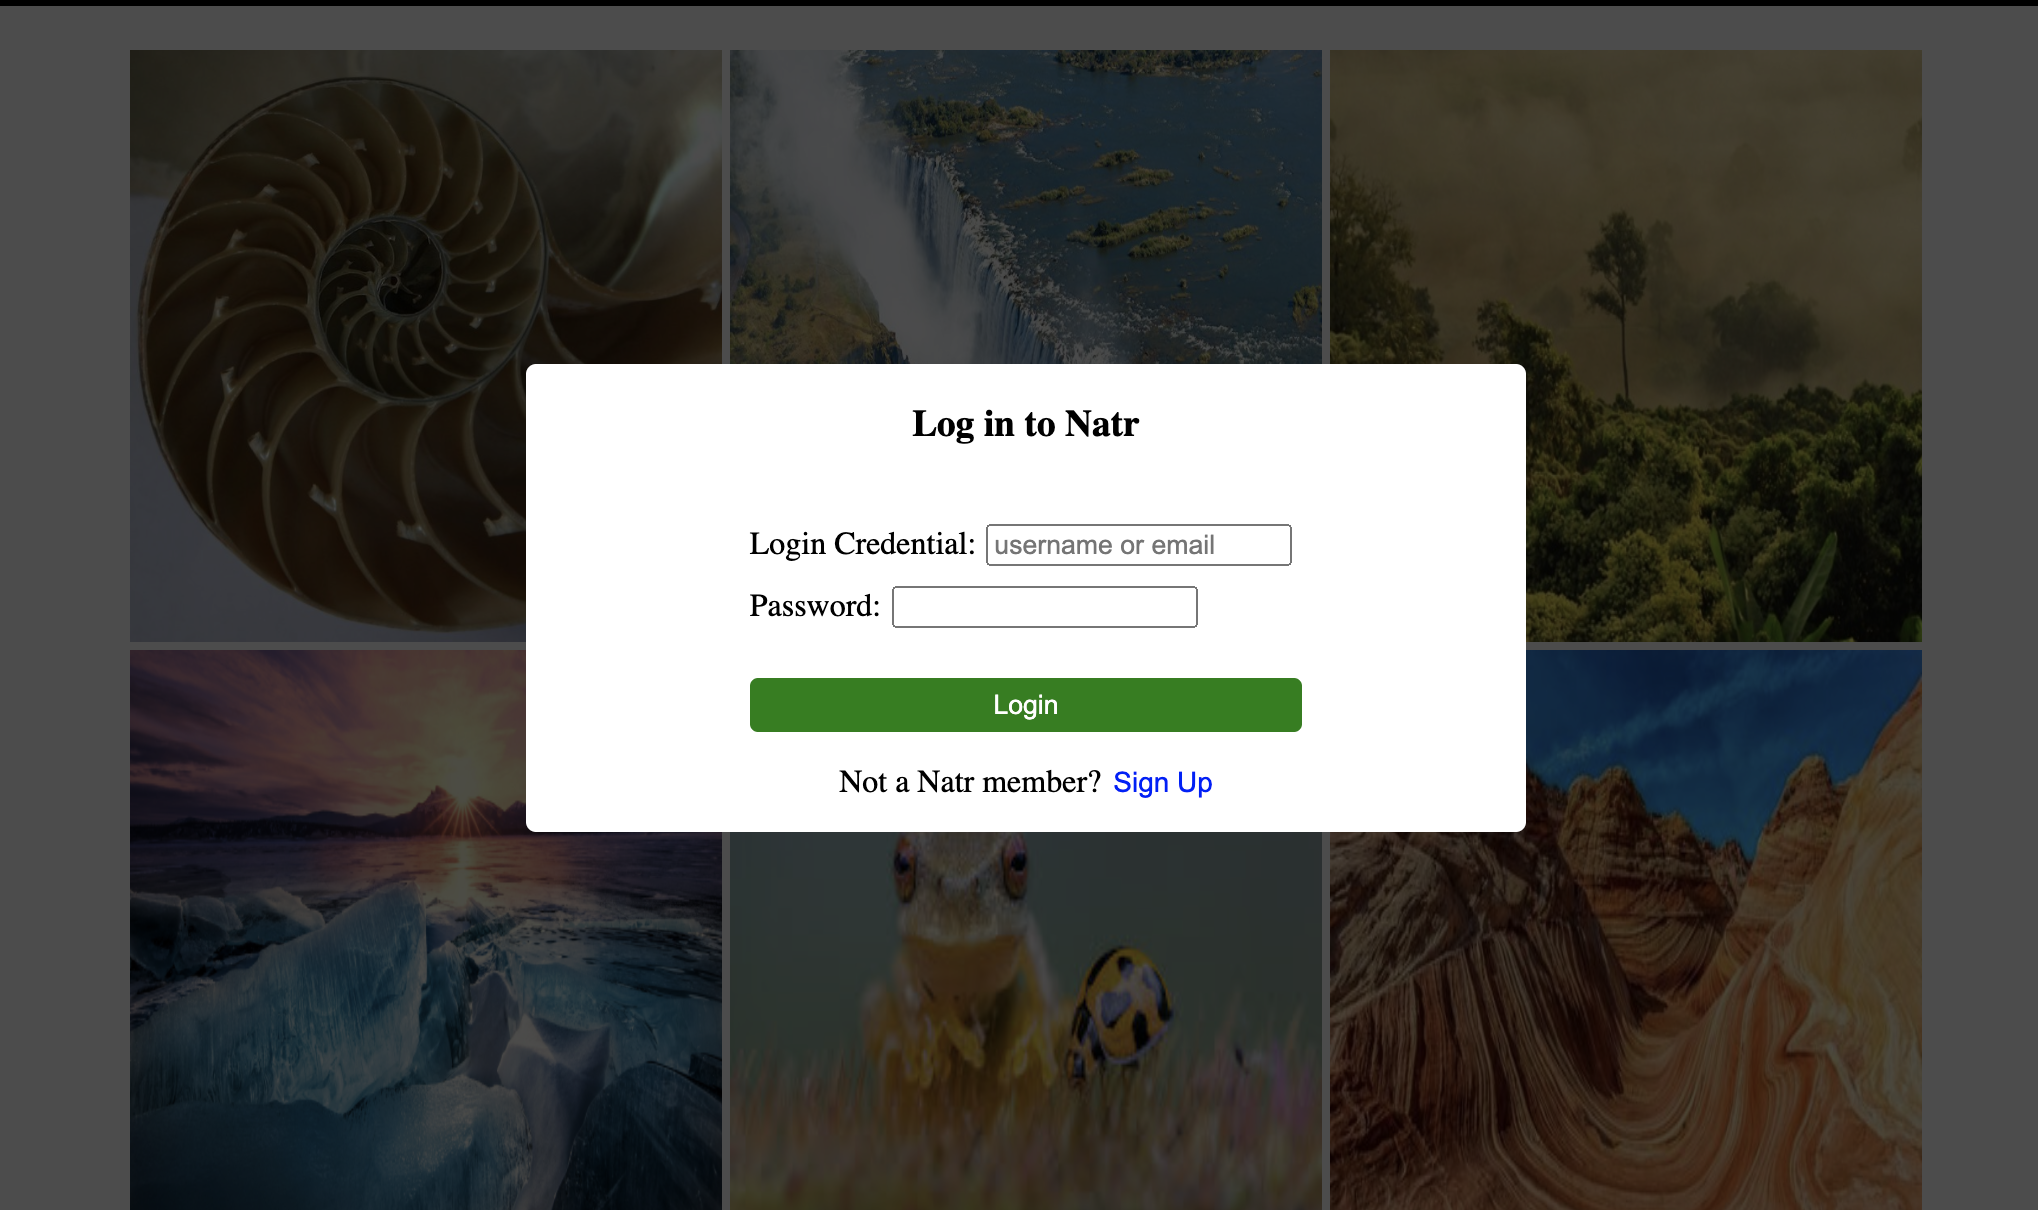 Log in to Natr
Login Credential: username or email
Password:
Login
Not a Natr member? Sign Up